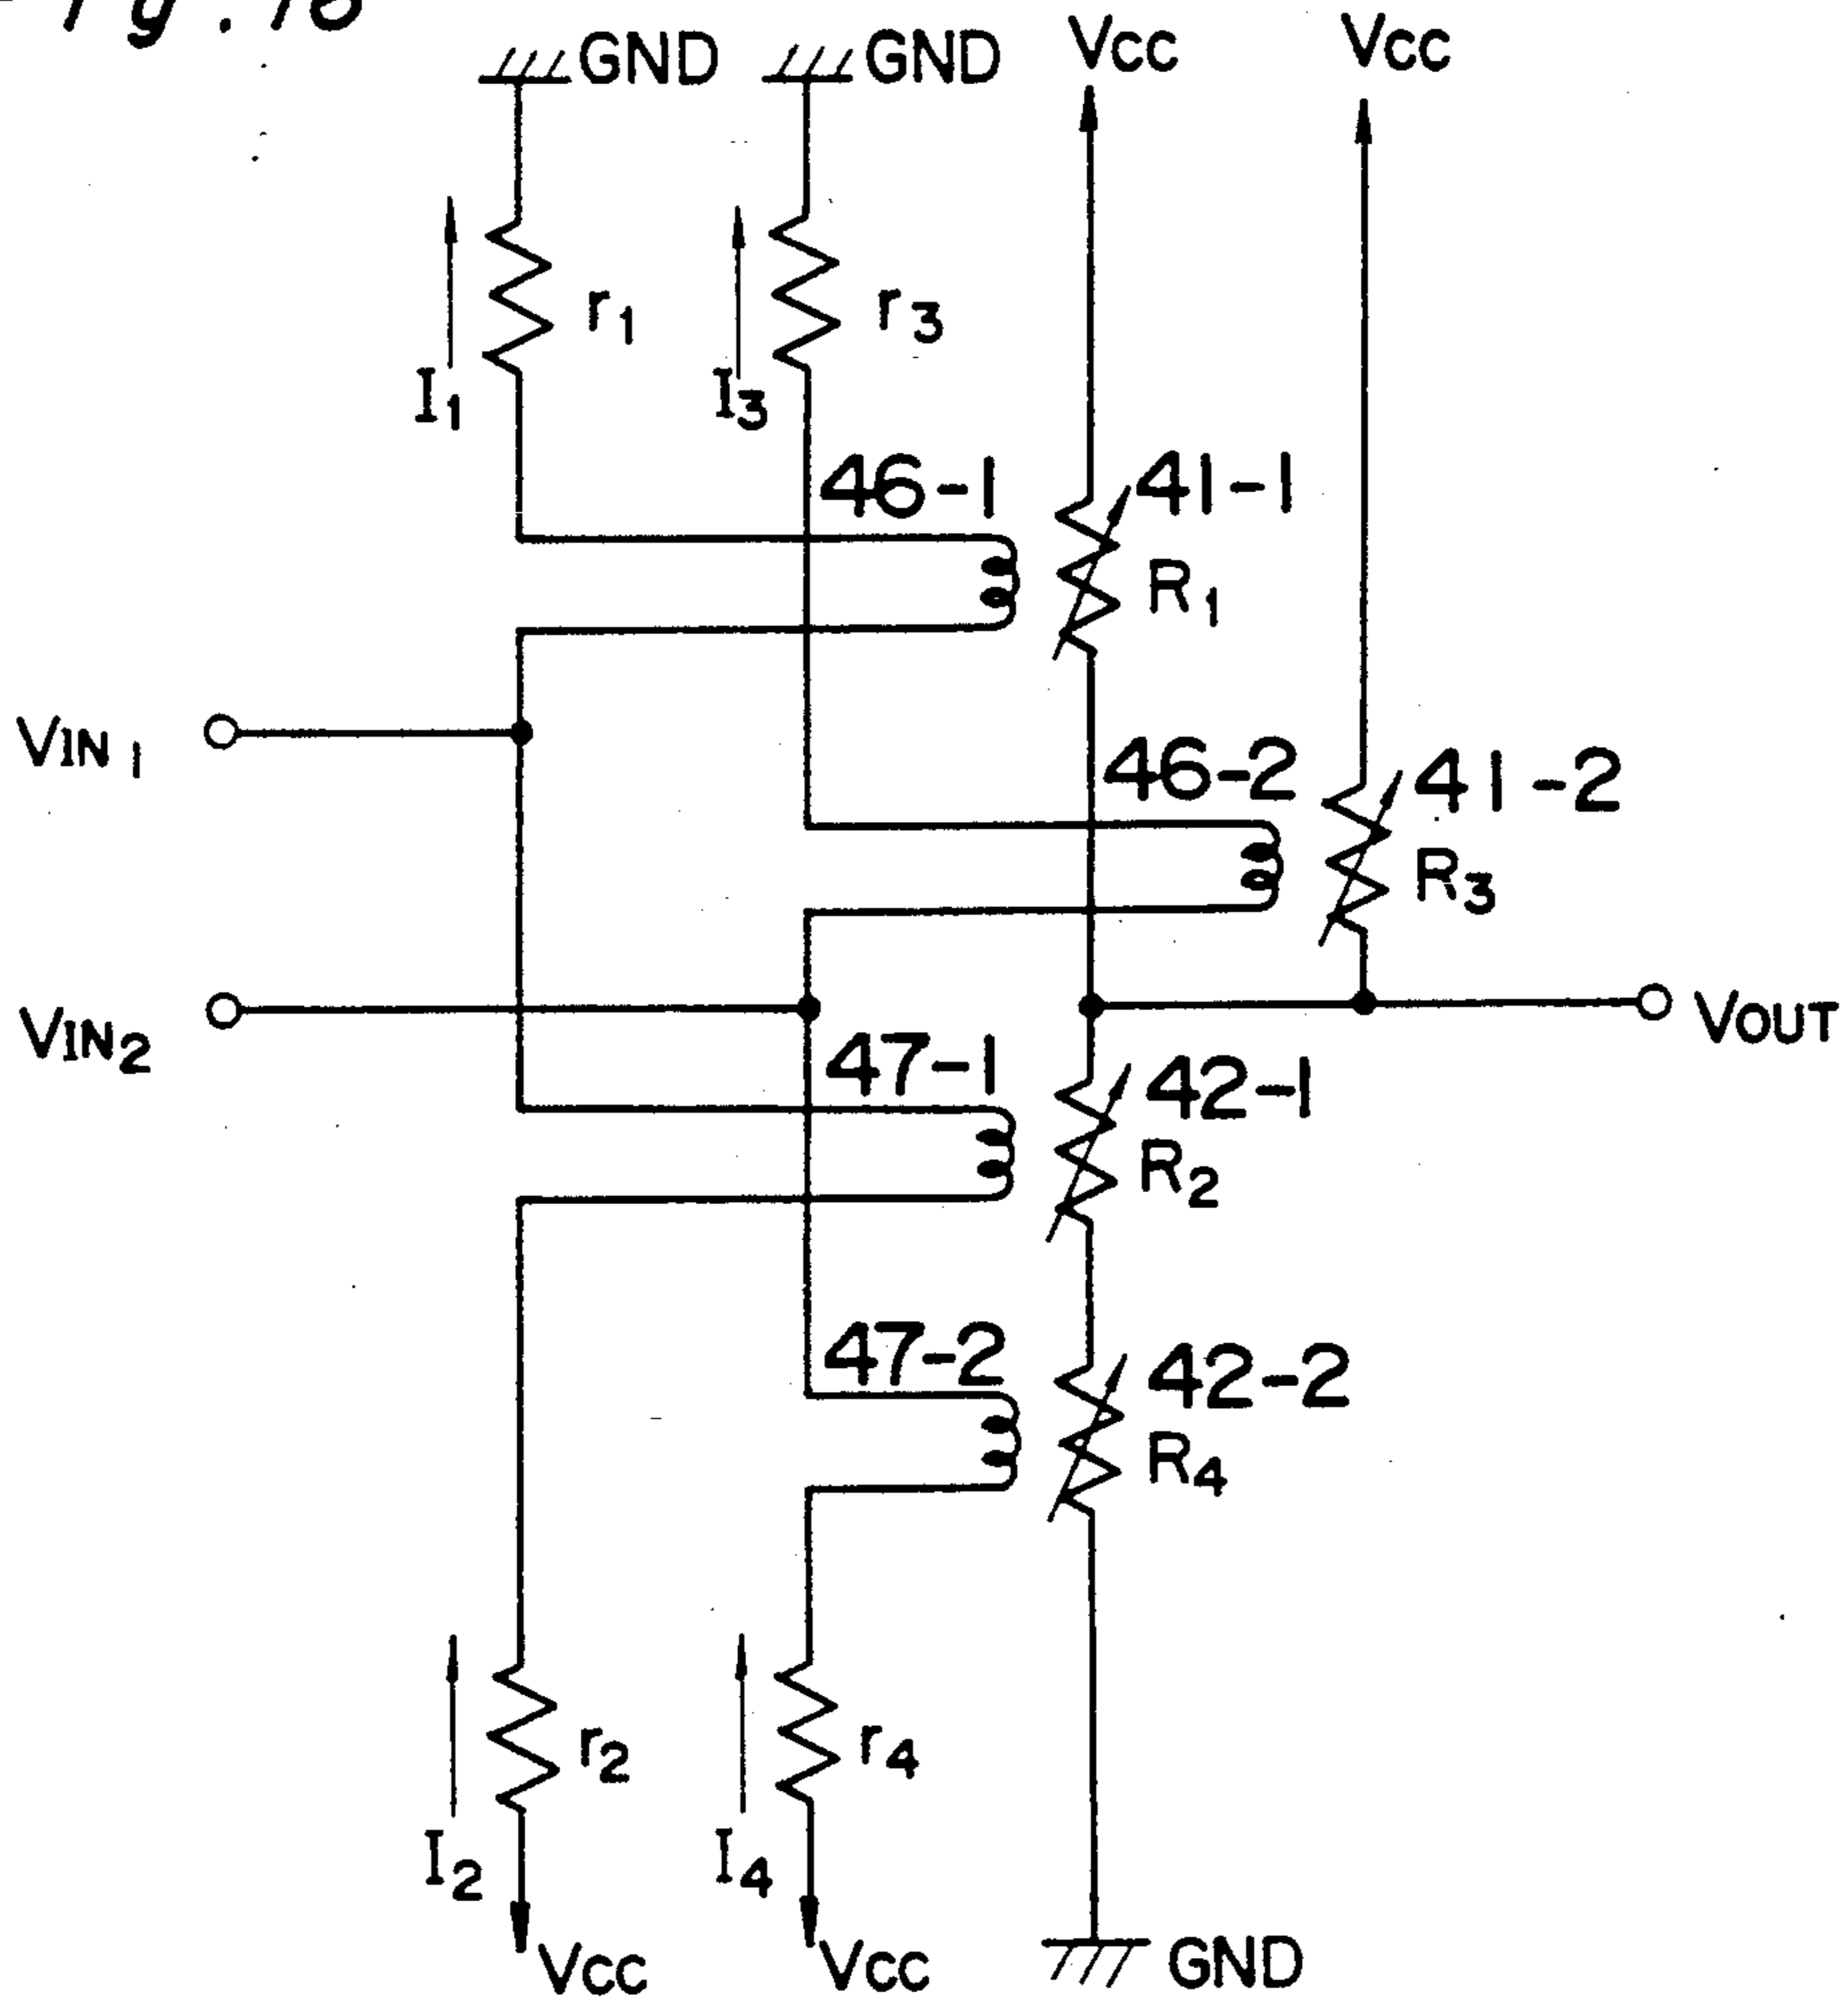 GND GND VCC VCC
r1 r3
I1 I3
46-1 41-1
R1
VIN1
46-2 41-2
R3
VIN2 VOUT
47-1 42-1
R2
47-2 42-2
R4
r2 r4
I2 I4
VCC VCC GND